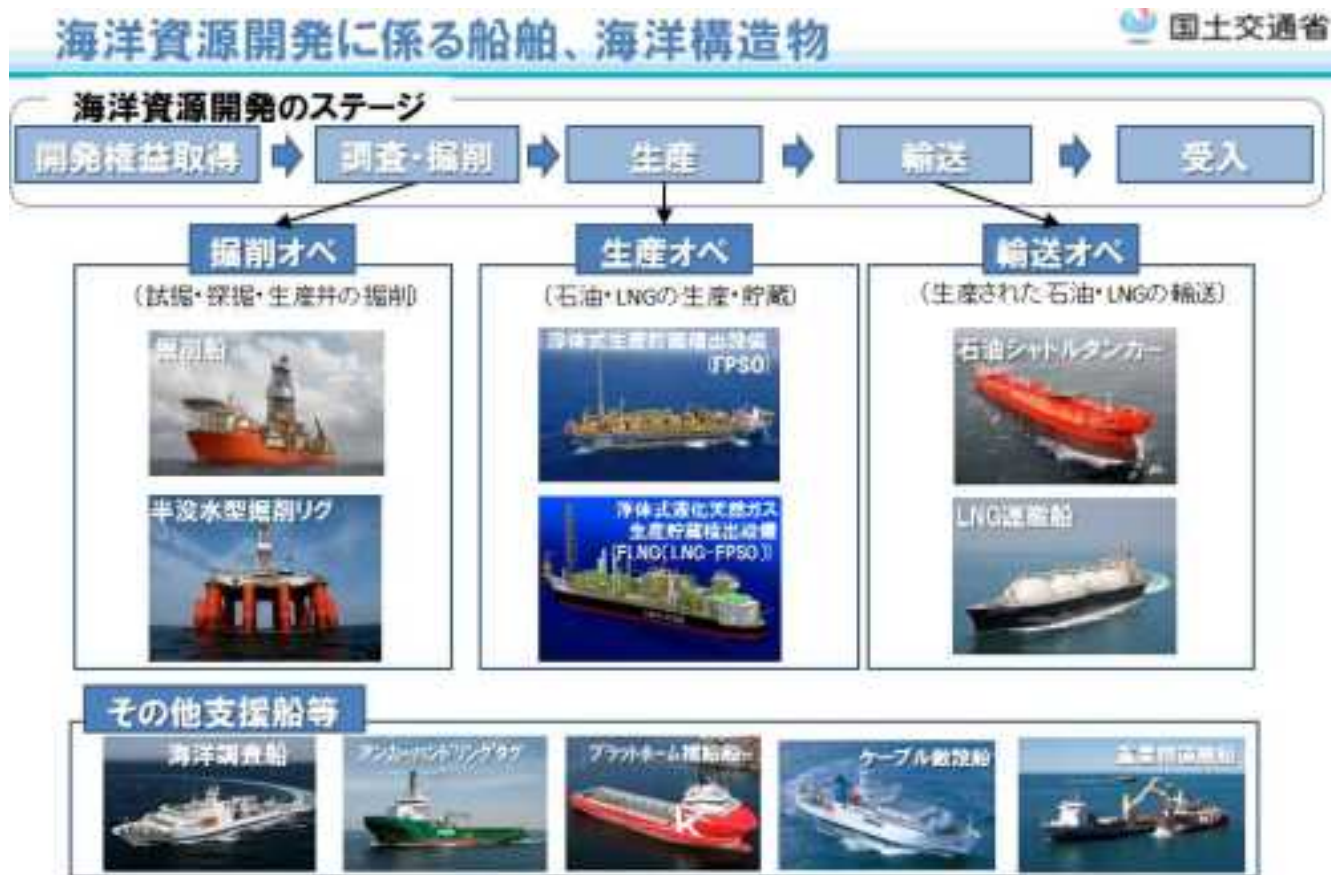 海洋資源開発に係る船舶、海洋構造物
国土交通省
海洋資源開発のステージ
開発権益取得
調査・掘削
生産
輸送
受入
掘削オペ
(試掘・探掘・生産井の掘削)
掘削船
半没水型掘削リグ
生産オペ
(石油・LNGの生産・貯蔵)
浮体式生産貯蔵積出設備
(FPSO)
浮体式液化天然ガス
生産貯蔵積出設備
(FLNG(LNG-FPSO))
輸送オペ
(生産された石油・LNGの輸送)
石油シャトルタンカー
LNG運搬船
その他支援船等
海洋調査船
アンカーハンドリングタグ
プラットホーム補給船
ケーブル敷設船